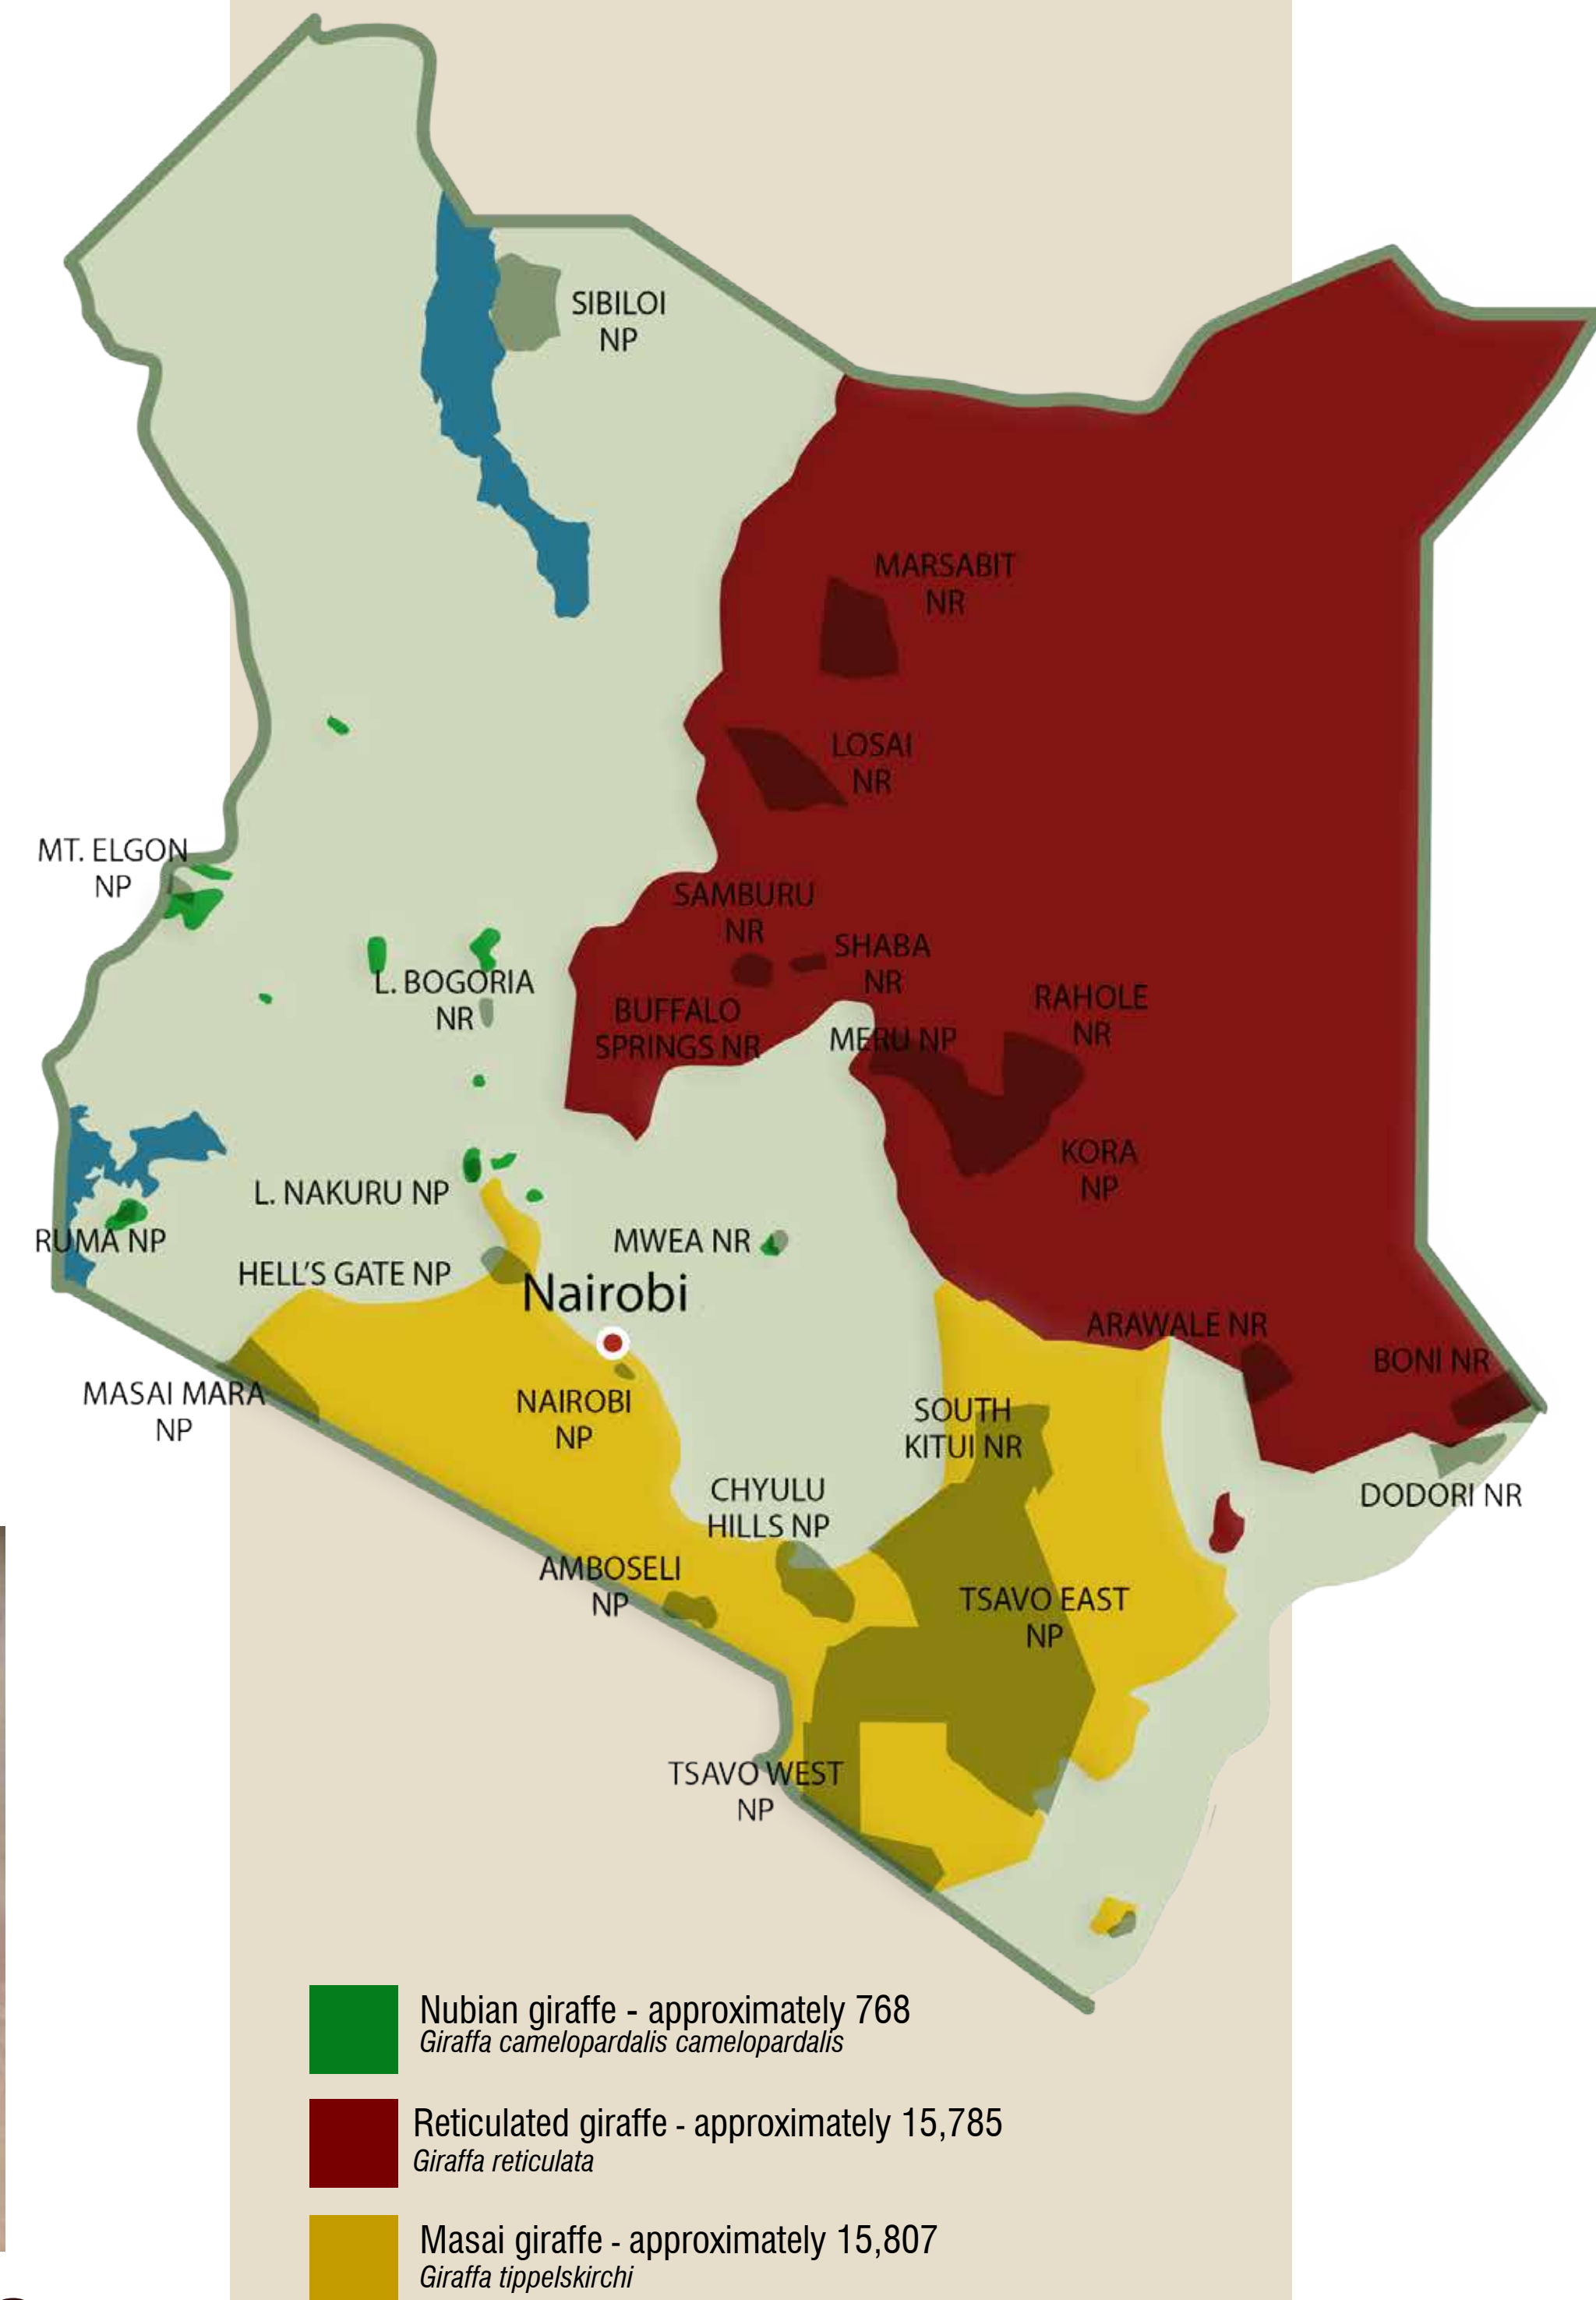 SIBILOI
NP
MARSABIT
NR
LOSAI
NR
MT. ELGON
NP
SAMBURU
NR
SHABA
NR
L. BOGORIA
NR
BUFFALO
SPRINGS NR
MERU NP
RAHOLE
NR
KORA
NP
L. NAKURU NP
RUMA NP
MWEA NR
HELL'S GATE NP
Nairobi
ARAWALE NR
BONI NR
MASAI MARA
NP
NAIROBI
NP
SOUTH
KITUI NR
CHYULU
HILLS NP
DODORI NR
AMBOSELI
NP
TSAVO EAST
NP
TSAVO WEST
NP
Nubian giraffe - approximately 768
Giraffa camelopardalis camelopardalis
Reticulated giraffe - approximately 15,785
Giraffa reticulata
Masai giraffe - approximately 15,807
Giraffa tippelskirchi